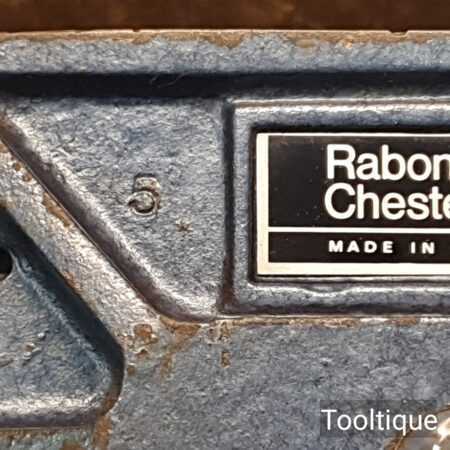 5
Rabon
Cheste
MADE IN
Tooltique